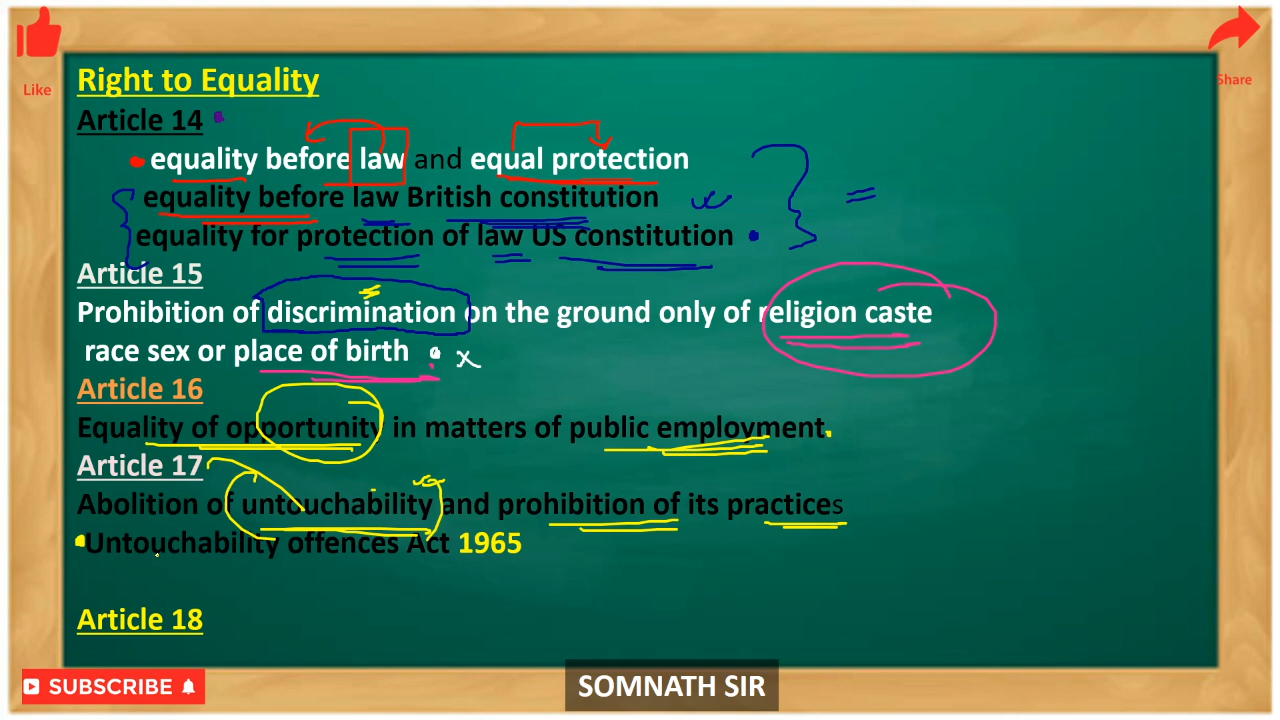 Like
Share
Right to Equality
Article 14
equality before law and equal protection
equality before law British constitution
equality for protection of law US constitution
Article 15
Prohibition of discrimination on the ground only of religion caste
race sex or place of birth
Article 16
Equality of opportunity in matters of public employment.
Article 17
Abolition of untouchability and prohibition of its practices
Untouchability offences Act 1965
Article 18
SUBSCRIBE
SOMNATH SIR